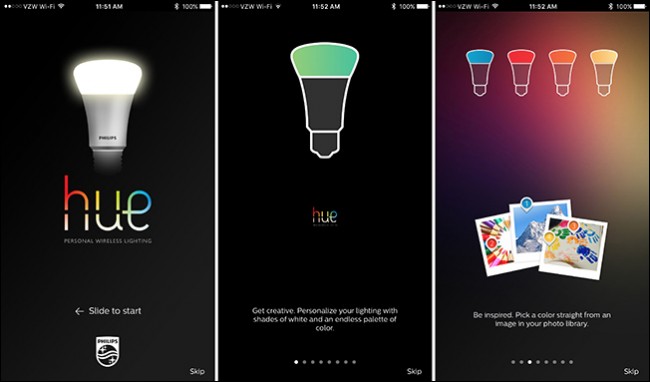 VZW Wi-Fi 11:51 AM 100%
PHILIPS
hue
PERSONAL WIRELESS LIGHTING
← Slide to start
PHILIPS
Skip
VZW Wi-Fi 11:52 AM 100%
hue
Get creative. Personalize your lighting with
shades of white and an endless palette of
color.
Skip
VZW Wi-Fi 11:52 AM 100%
1
2
3
Be inspired. Pick a color straight from an
image in your photo library.
Skip